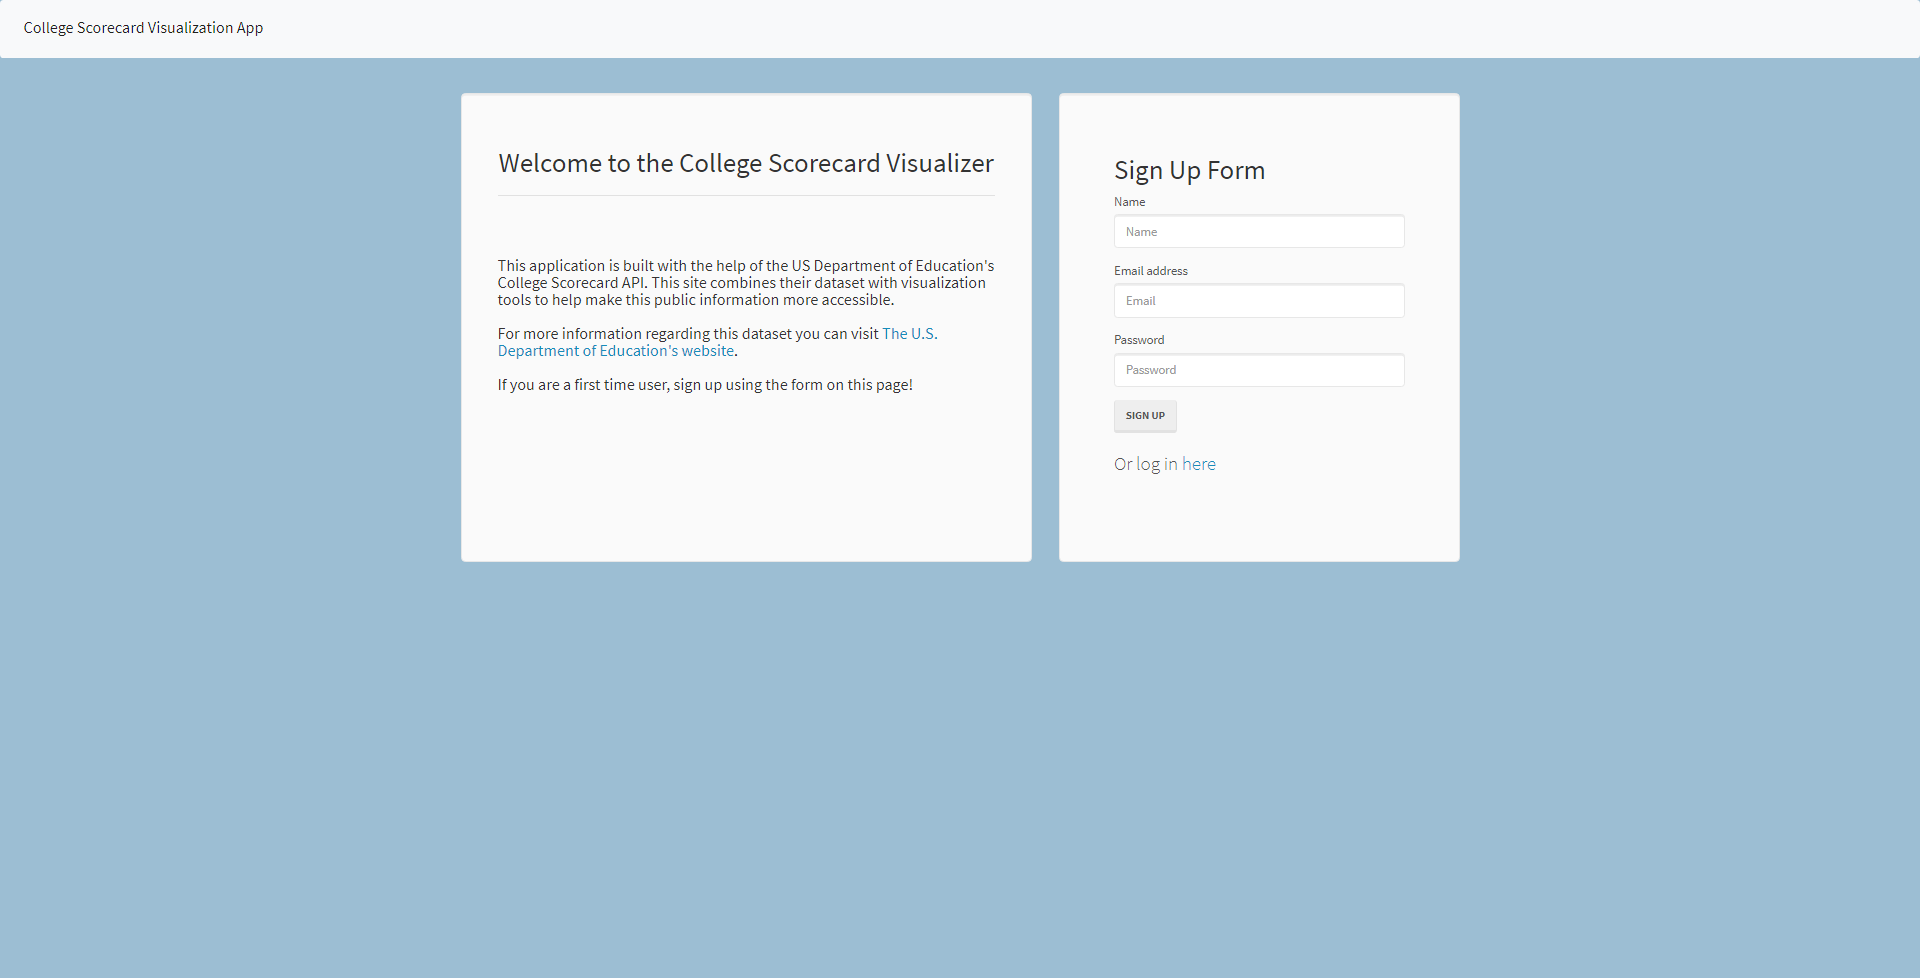 College Scorecard Visualization App
Welcome to the College Scorecard Visualizer
This application is built with the help of the US Department of Education's
College Scorecard API. This site combines their dataset with visualization
tools to help make this public information more accessible.
For more information regarding this dataset you can visit The U.S.
Department of Education's website.
If you are a first time user, sign up using the form on this page!
Sign Up Form
Name
Name
Email address
Email
Password
Password
SIGN UP
Or log in here